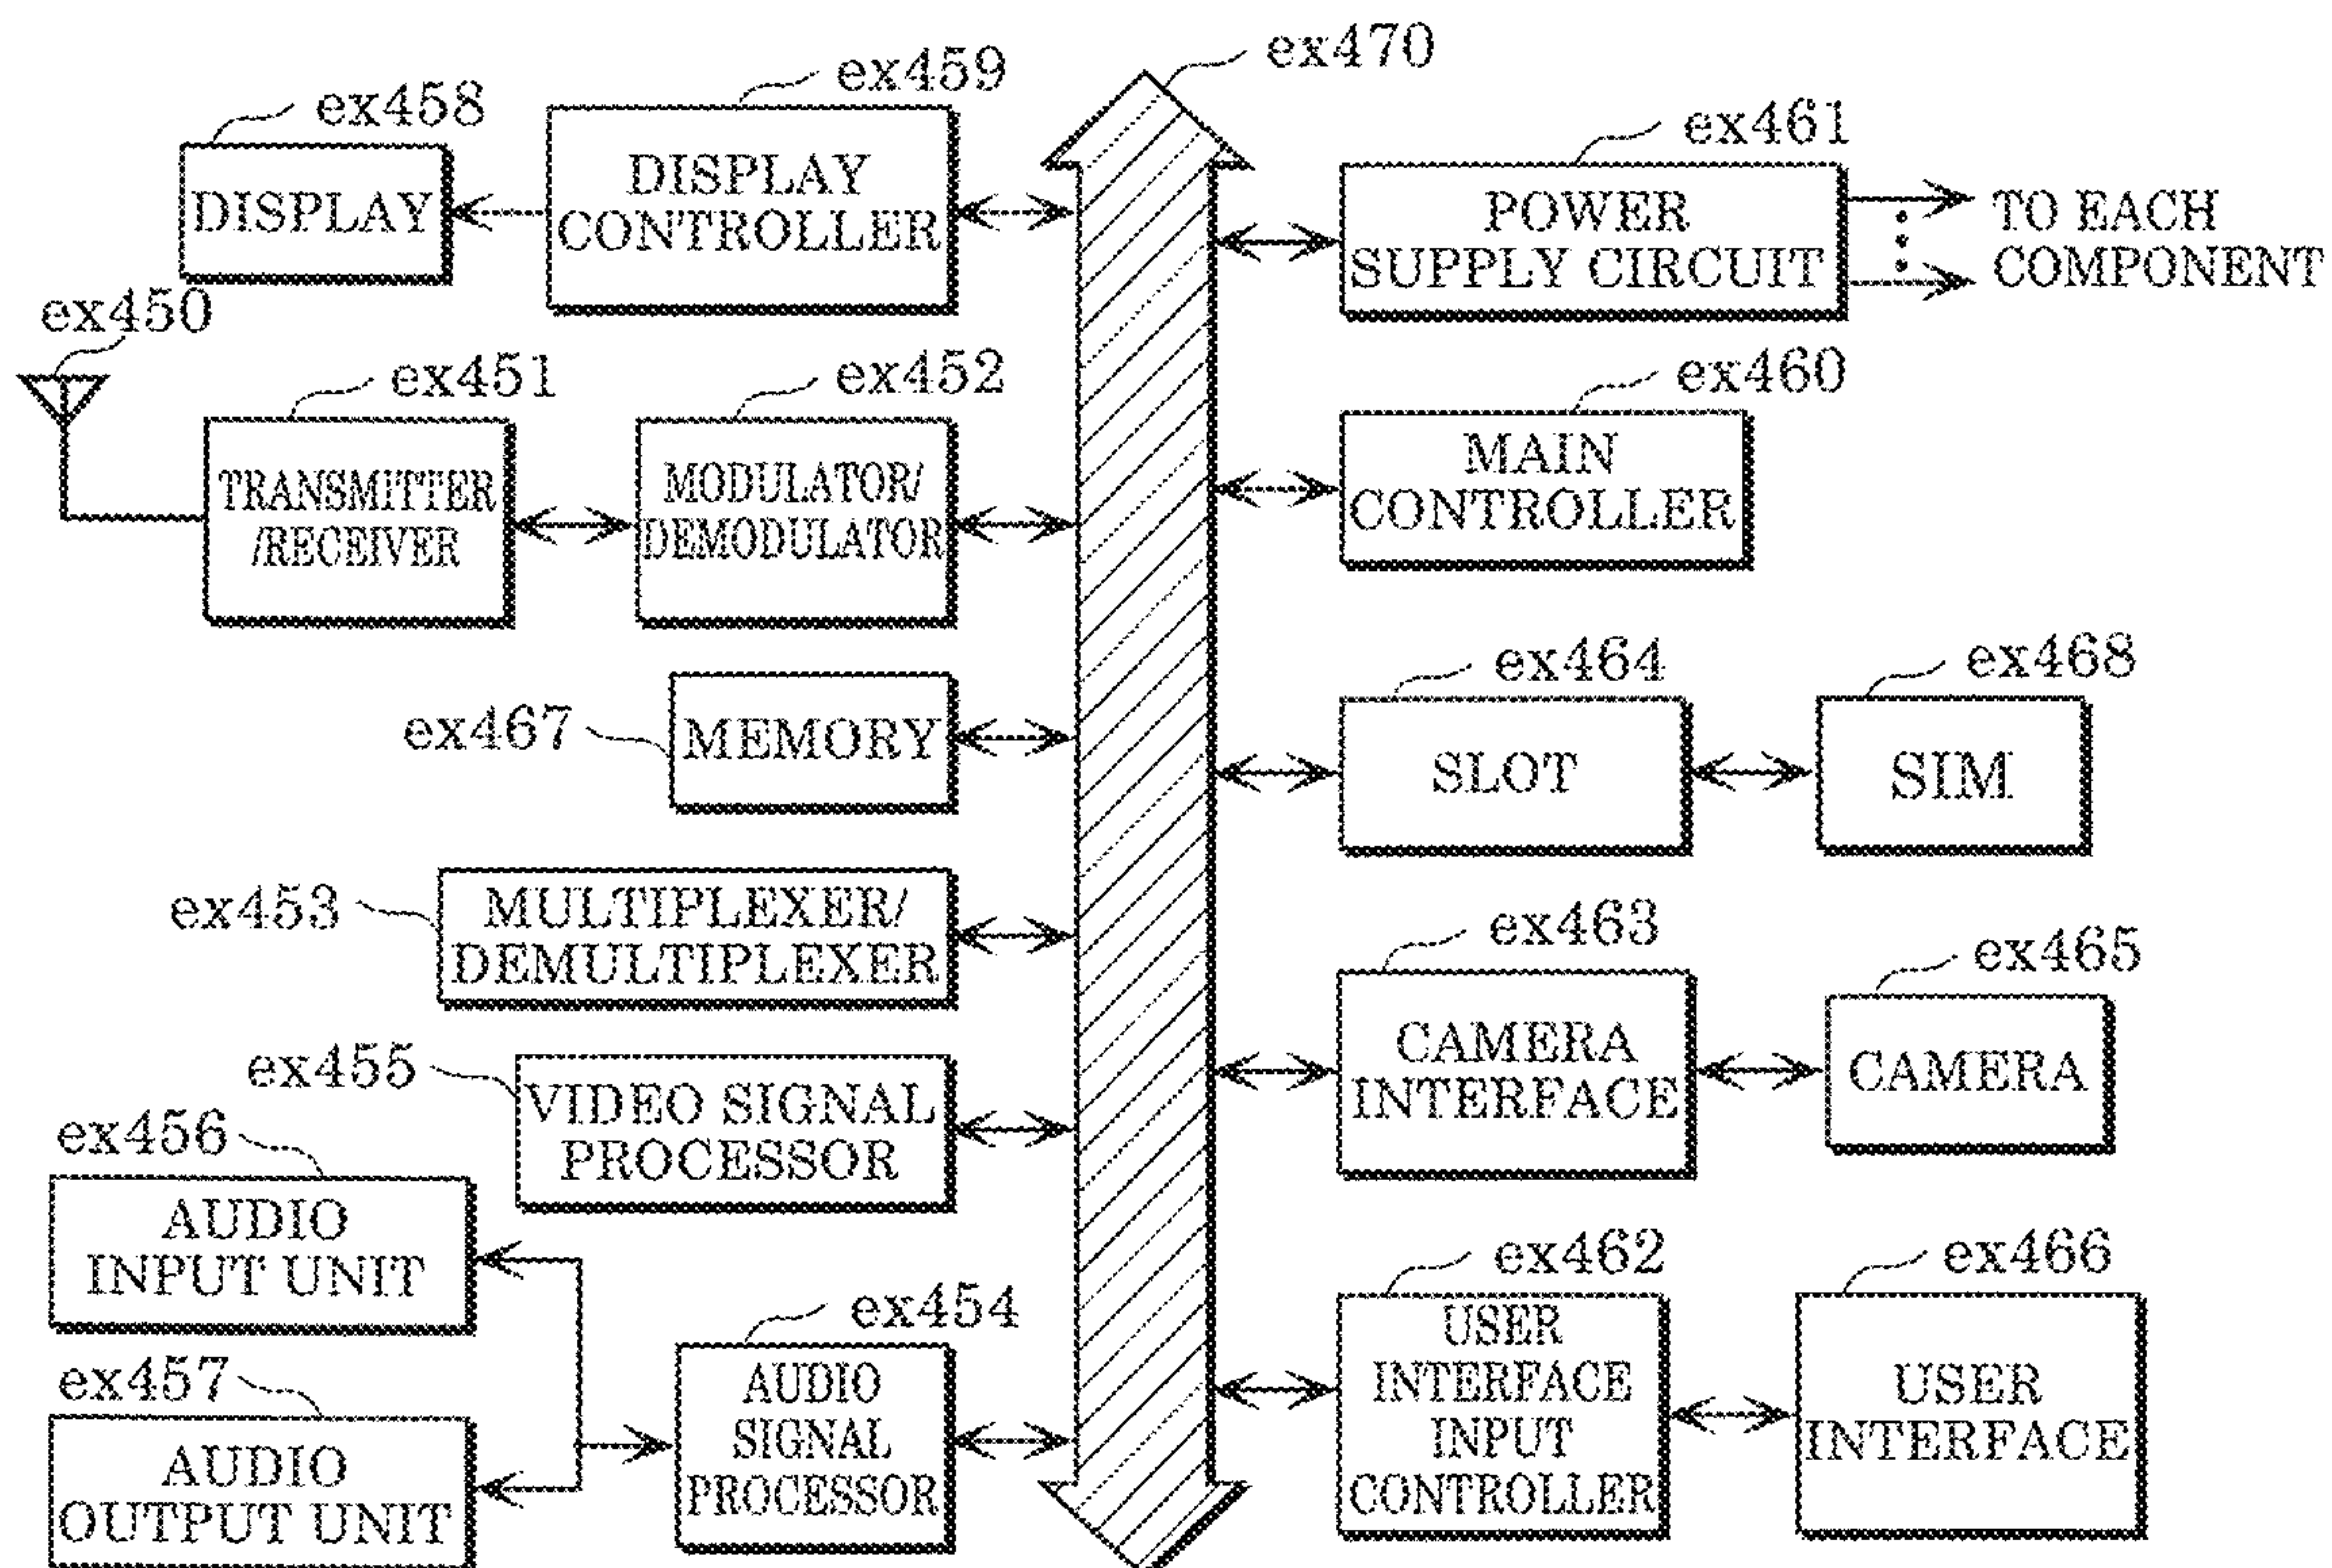 ex470
ex459
ex458
DISPLAY
DISPLAY
CONTROLLER
ex461
POWER
SUPPLY CIRCUIT
TO EACH
COMPONENT
ex450
ex451
TRANSMITTER
/RECEIVER
ex452
MODULATOR/
DEMODULATOR
ex460
MAIN
CONTROLLER
ex467
MEMORY
ex464
SLOT
ex468
SIM
ex453
MULTIPLEXER/
DEMULTIPLEXER
ex463
CAMERA
INTERFACE
ex465
CAMERA
ex455
VIDEO SIGNAL
PROCESSOR
ex456
AUDIO
INPUT UNIT
ex457
AUDIO
OUTPUT UNIT
ex454
AUDIO
SIGNAL
PROCESSOR
ex462
USER
INTERFACE
INPUT
CONTROLLER
ex466
USER
INTERFACE